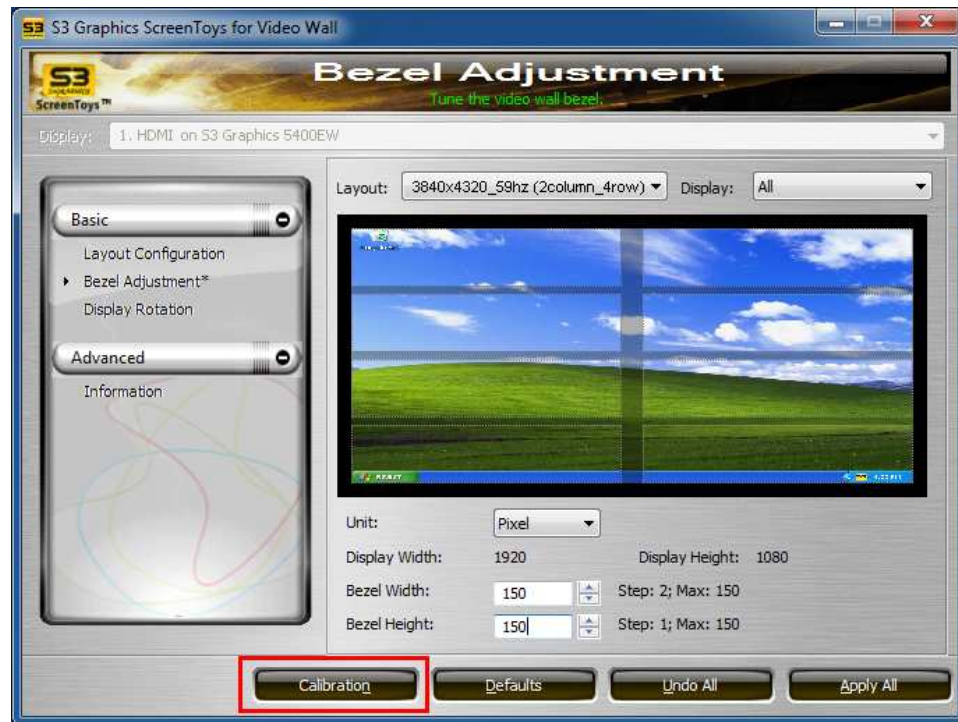 S3 S3 Graphics ScreenToys for Video Wall
S3
ScreenToys™
Bezel Adjustment
Tune the video wall bezel.
Display: 1. HDMI on S3 Graphics 5400EW
Layout: 3840x4320_59hz (2column_4row) Display: All
Basic
Layout Configuration
Bezel Adjustment*
Display Rotation
Advanced
Information
Unit: Pixel
Display Width: 1920 Display Height: 1080
Bezel Width: 150 Step: 2; Max: 150
Bezel Height: 150 Step: 1; Max: 150
Calibration Defaults Undo All Apply All